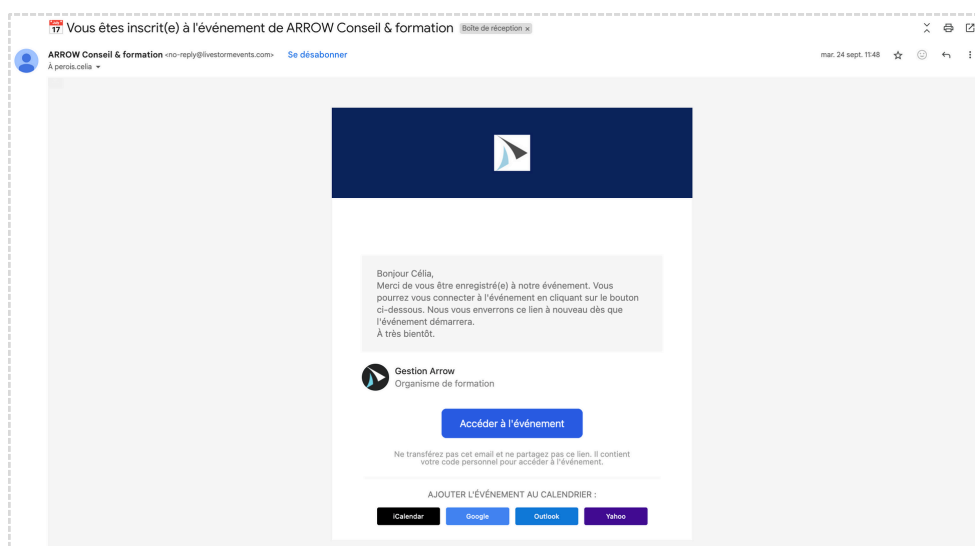 17 Vous êtes inscrit(e) à l'événement de ARROW Conseil & formation Boîte de réception x
ARROW Conseil & formation <no-reply@livestormevents.com> Se désabonner mar. 24 sept. 11:48
À perois.celia
Bonjour Célia,
Merci de vous être enregistré(e) à notre événement. Vous
pourrez vous connecter à l'événement en cliquant sur le bouton
ci-dessous. Nous vous enverrons ce lien à nouveau dès que
l'événement démarrera.
À très bientôt.
Gestion Arrow
Organisme de formation
Accéder à l'événement
Ne transférez pas cet email et ne partagez pas ce lien. Il contient
votre code personnel pour accéder à l'événement.
AJOUTER L'ÉVÉNEMENT AU CALENDRIER :
iCalendar Google Outlook Yahoo